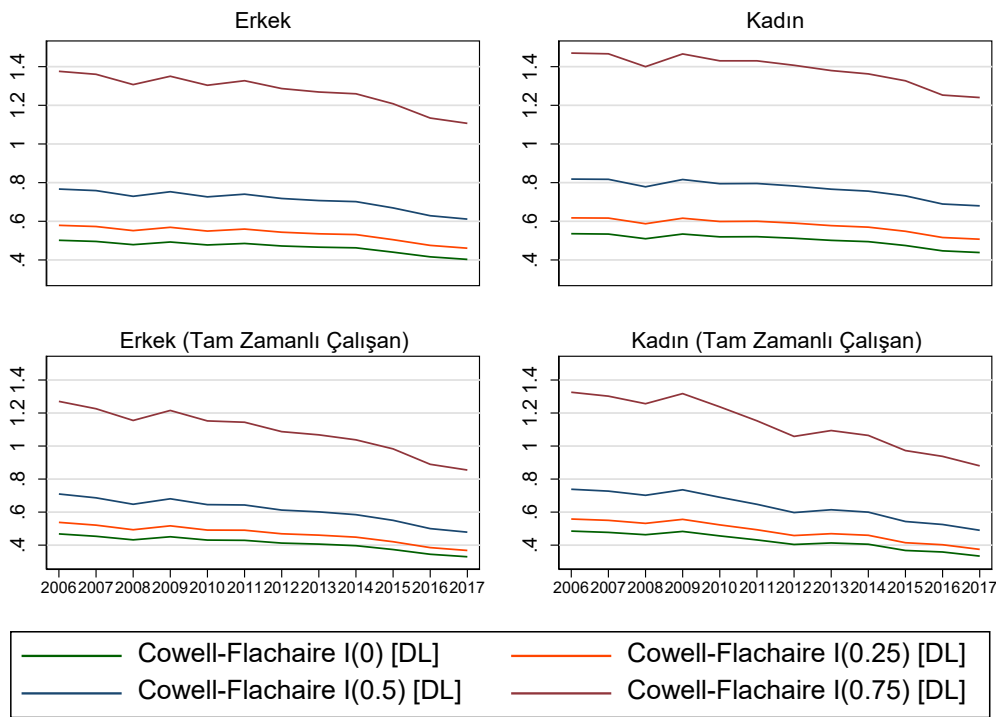 Erkek
Kadın
1.4
1.2
1
.8
.6
.4
1.4
1.2
1
.8
.6
.4
Erkek (Tam Zamanlı Çalışan)
Kadın (Tam Zamanlı Çalışan)
1.4
1.2
1
.8
.6
.4
1.4
1.2
1
.8
.6
.4
2006 2007 2008 2009 2010 2011 2012 2013 2014 2015 2016 2017
2006 2007 2008 2009 2010 2011 2012 2013 2014 2015 2016 2017
Cowell-Flachaire I(0) [DL]
Cowell-Flachaire I(0.25) [DL]
Cowell-Flachaire I(0.5) [DL]
Cowell-Flachaire I(0.75) [DL]